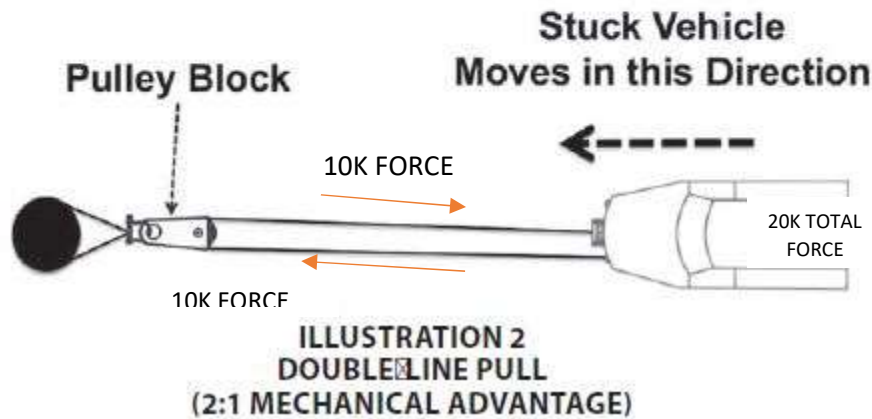 Stuck Vehicle
Moves in this Direction
Pulley Block
10K FORCE
20K TOTAL
FORCE
10K FORCE
ILLUSTRATION 2
DOUBLE LINE PULL
(2:1 MECHANICAL ADVANTAGE)